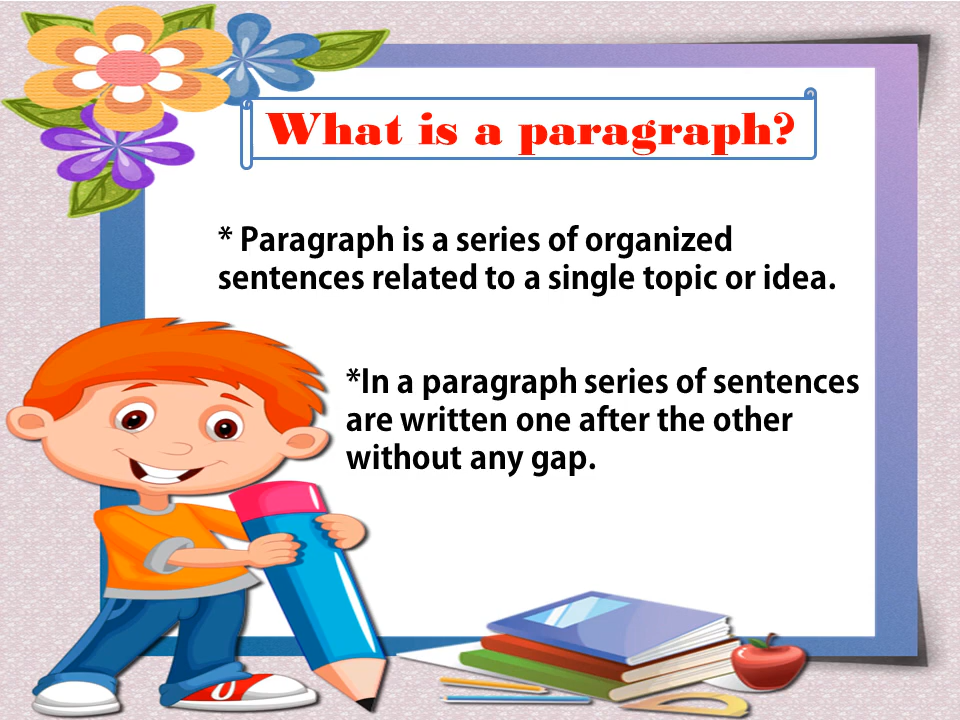 What is a paragraph?
* Paragraph is a series of organized
sentences related to a single topic or idea.
*In a paragraph series of sentences
are written one after the other
without any gap.